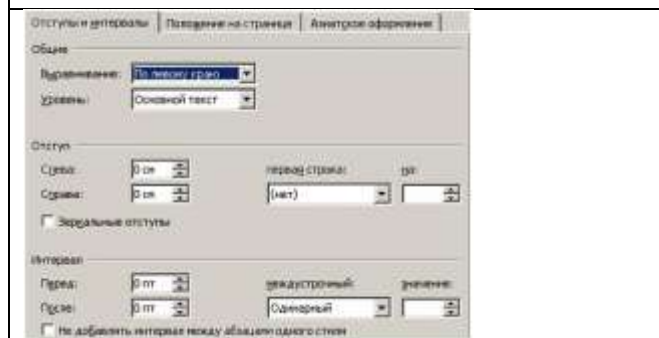 Отступы и интервалы Положение на странице Азиатское оформление
Общие
Выравнивание: По левому краю
Уровень: Основной текст
Отступ
Слева: 0 см первая строка: на:
Справа: 0 см (нет)
Зеркальные отступы
Интервал
Перед: 0 пт междустрочный: значение:
После: 0 пт Одинарный
Не добавлять интервал между абзацами одного стиля